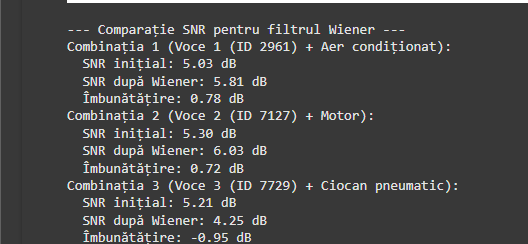 --- Comparație SNR pentru filtrul Wiener ---
Combinația 1 (Voce 1 (ID 2961) + Aer condiționat):
  SNR inițial: 5.03 dB
  SNR după Wiener: 5.81 dB
  Îmbunătățire: 0.78 dB
Combinația 2 (Voce 2 (ID 7127) + Motor):
  SNR inițial: 5.30 dB
  SNR după Wiener: 6.03 dB
  Îmbunătățire: 0.72 dB
Combinația 3 (Voce 3 (ID 7729) + Ciocan pneumatic):
  SNR inițial: 5.21 dB
  SNR după Wiener: 4.25 dB
  Îmbunătățire: -0.95 dB